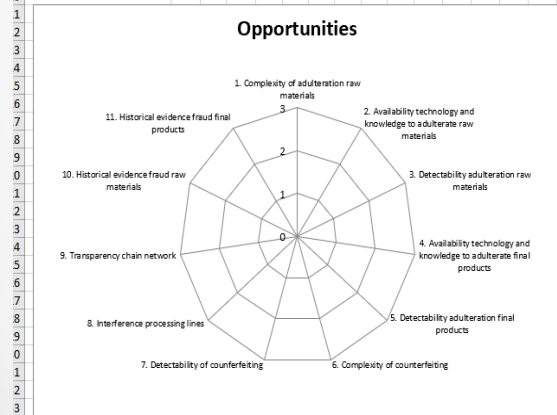 Opportunities
1. Complexity of adulteration raw
materials
2. Availability technology and
knowledge to adulterate raw
materials
3. Detectability adulteration raw
materials
4. Availability technology and
knowledge to adulterate final
products
5. Detectability adulteration final
products
6. Complexity of counterfeiting
7. Detectability of counferfeiting
8. Interference processing lines
9. Transparency chain network
10. Historical evidence fraud raw
materials
11. Historical evidence fraud final
products
3
2
1
0
1
2
3
4
5
6
7
8
9
0
1
2
3
4
5
6
7
8
9
0
1
2
3